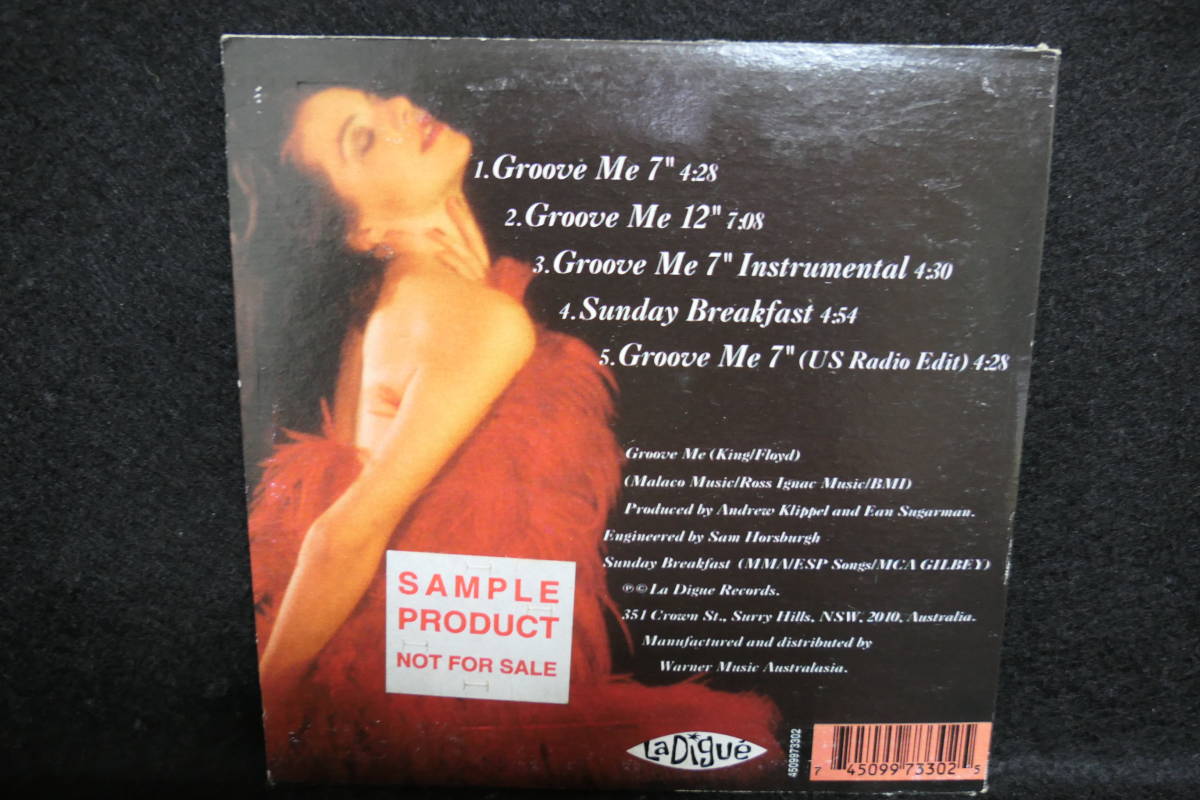 1.Groove Me 7" 4:28
2.Groove Me 12" 7:08
3.Groove Me 7" Instrumental 4:30
4.Sunday Breakfast 4:54
5.Groove Me 7" (US Radio Edit) 4:28
Groove Me (King/Floyd)
(Malaco Music/Ross Ignac Music/BMI)
Produced by Andrew Klippel and Ean Sugarman.
Engineered by Sam Horsburgh
Sunday Breakfast (MMA/ESP Songs/MCA GILBEY)
℗©La Digue Records.
351 Crown St., Surry Hills, NSW, 2010, Australia.
Manufactured and distributed by
Warner Music Australasia.
SAMPLE
PRODUCT
NOT FOR SALE
LaDigué
4509973302
7 45099 73302 5